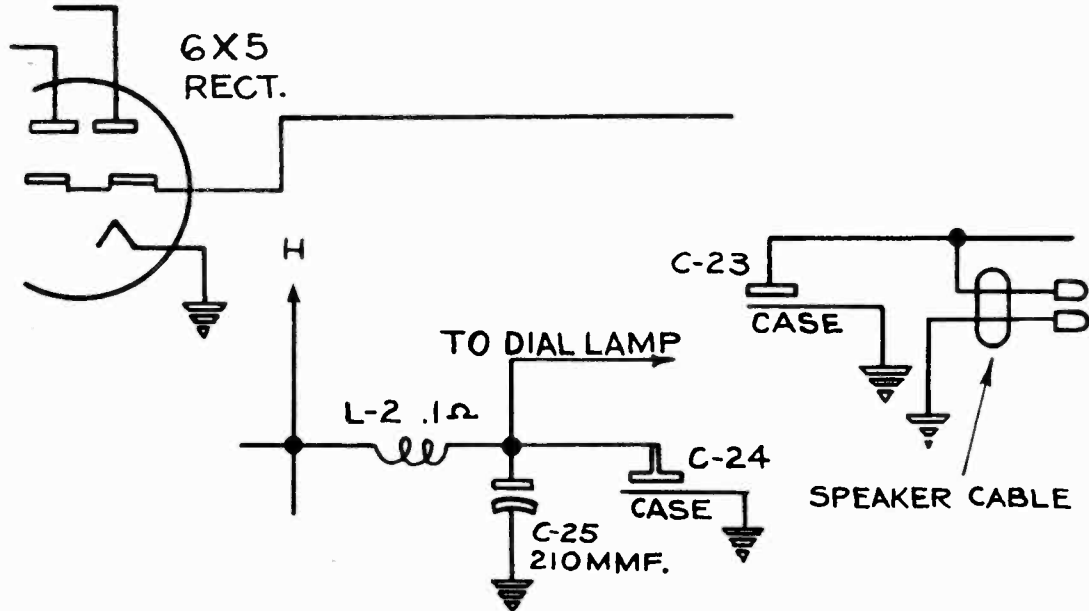 6X5
RECT.
H
C-23
CASE
TO DIAL LAMP
L-2 .1Ω
C-24
CASE
SPEAKER CABLE
C-25
210MMF.